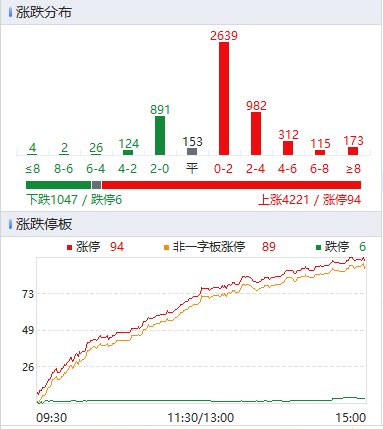 涨跌分布
4 2 26 124 891 153 2639 982 312 115 173
≤8 8-6 6-4 4-2 2-0 平 0-2 2-4 4-6 6-8 ≥8
下跌1047 / 跌停6 上涨4221 / 涨停94
涨跌停板
涨停 94 非一字板涨停 89 跌停 6
73
49
26
09:30 11:30/13:00 15:00